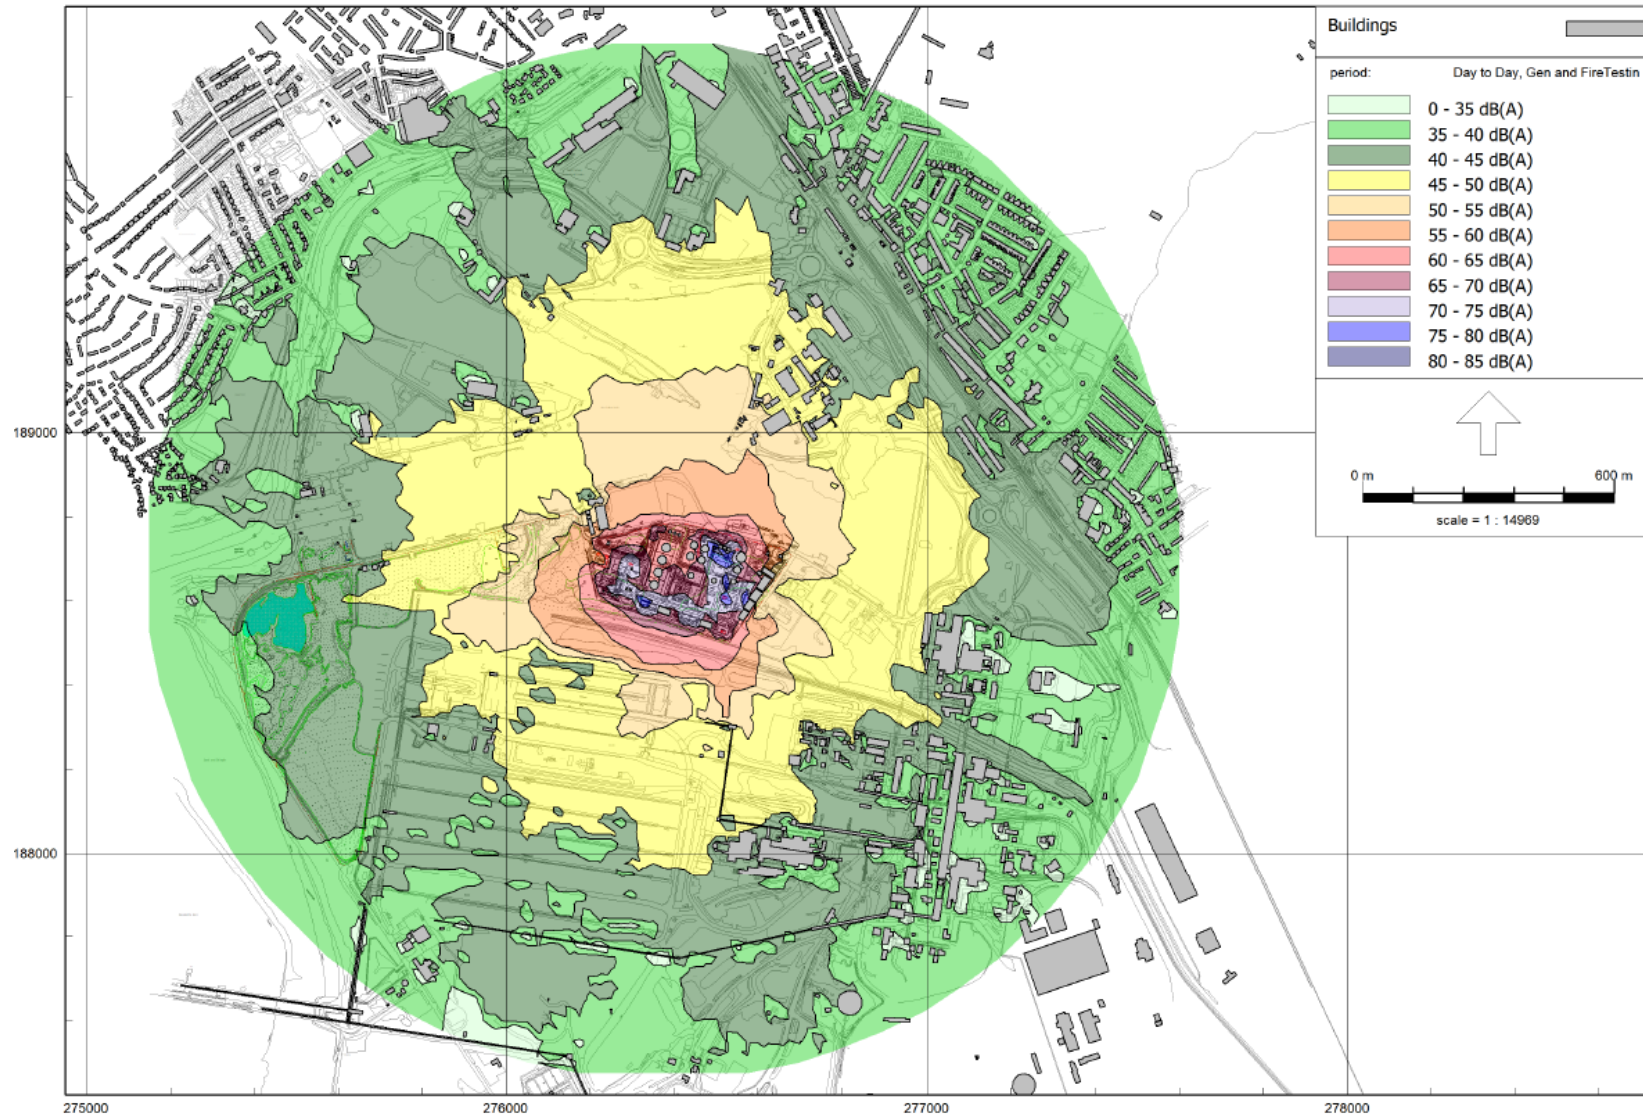 Buildings
period: Day to Day, Gen and FireTestin
0 - 35 dB(A)
35 - 40 dB(A)
40 - 45 dB(A)
45 - 50 dB(A)
50 - 55 dB(A)
55 - 60 dB(A)
60 - 65 dB(A)
65 - 70 dB(A)
70 - 75 dB(A)
75 - 80 dB(A)
80 - 85 dB(A)
0 m 600 m
scale = 1 : 14969
189000
188000
275000 276000 277000 278000